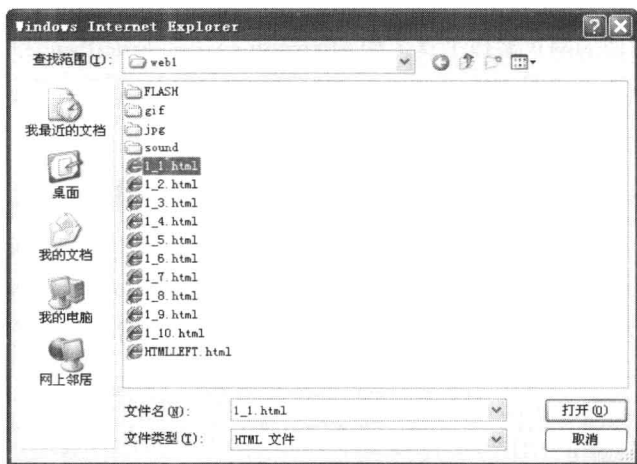 Windows Internet Explorer
查找范围(I):
web1
我最近的文档
桌面
我的文档
我的电脑
网上邻居
FLASH
gif
jpg
sound
1_1.html
1_2.html
1_3.html
1_4.html
1_5.html
1_6.html
1_7.html
1_8.html
1_9.html
1_10.html
HTMLLEFT.html
文件名(N):
1_1.html
打开(O)
文件类型(T):
HTML 文件
取消